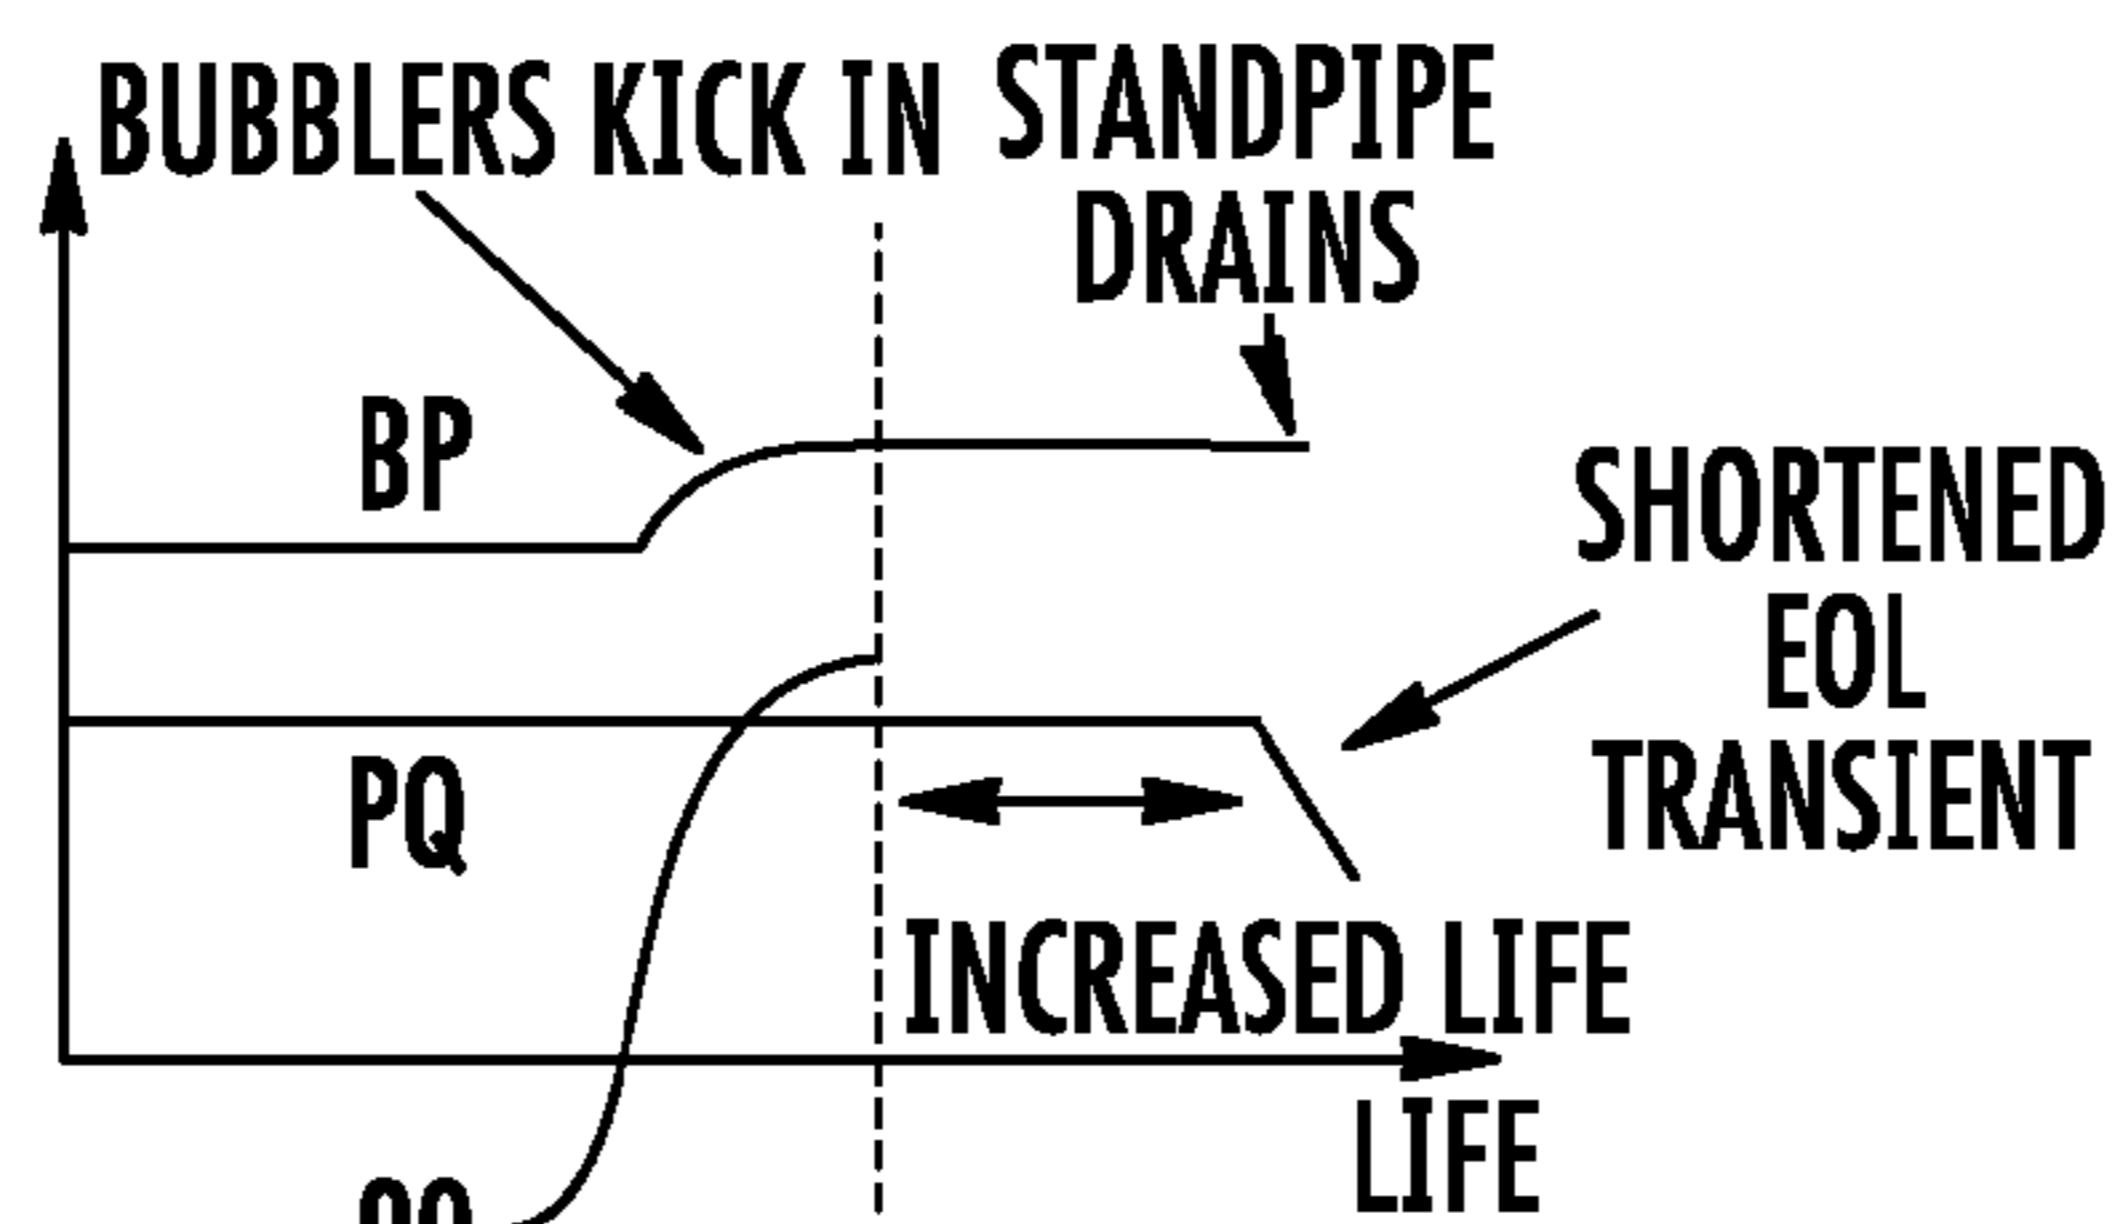 BUBBLERS KICK IN
STANDPIPE
DRAINS
BP
SHORTENED
EOL
TRANSIENT
PQ
INCREASED LIFE
LIFE